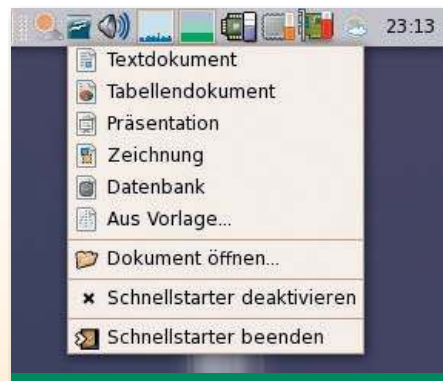 23:13
Textdokument
Tabellendokument
Präsentation
Zeichnung
Datenbank
Aus Vorlage...
Dokument öffnen...
Schnellstarter deaktivieren
Schnellstarter beenden